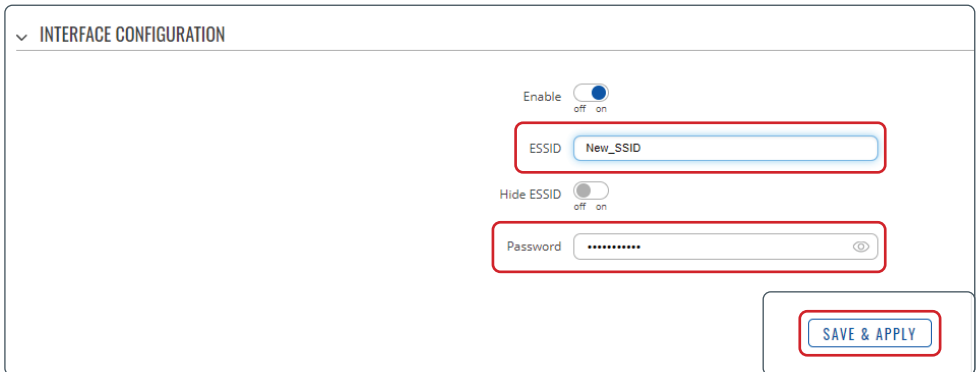 INTERFACE CONFIGURATION
Enable
off on
ESSID New_SSID
Hide ESSID
off on
Password •••••••••••
SAVE & APPLY